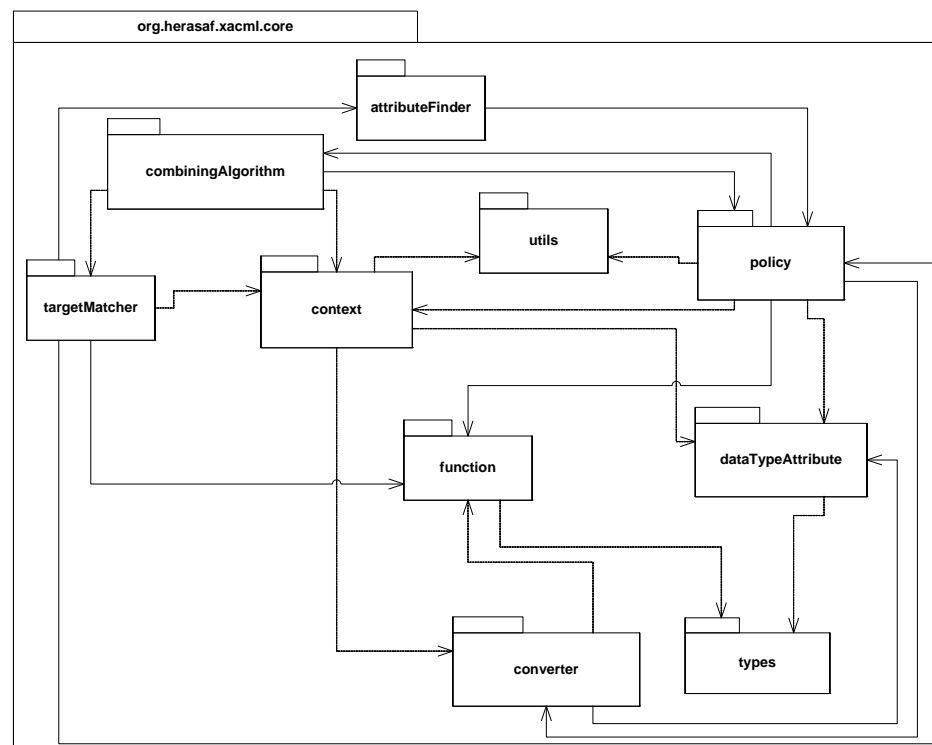 org.herasaf.xacml.core
attributeFinder
combiningAlgorithm
utils
policy
targetMatcher
context
function
dataTypeAttribute
converter
types